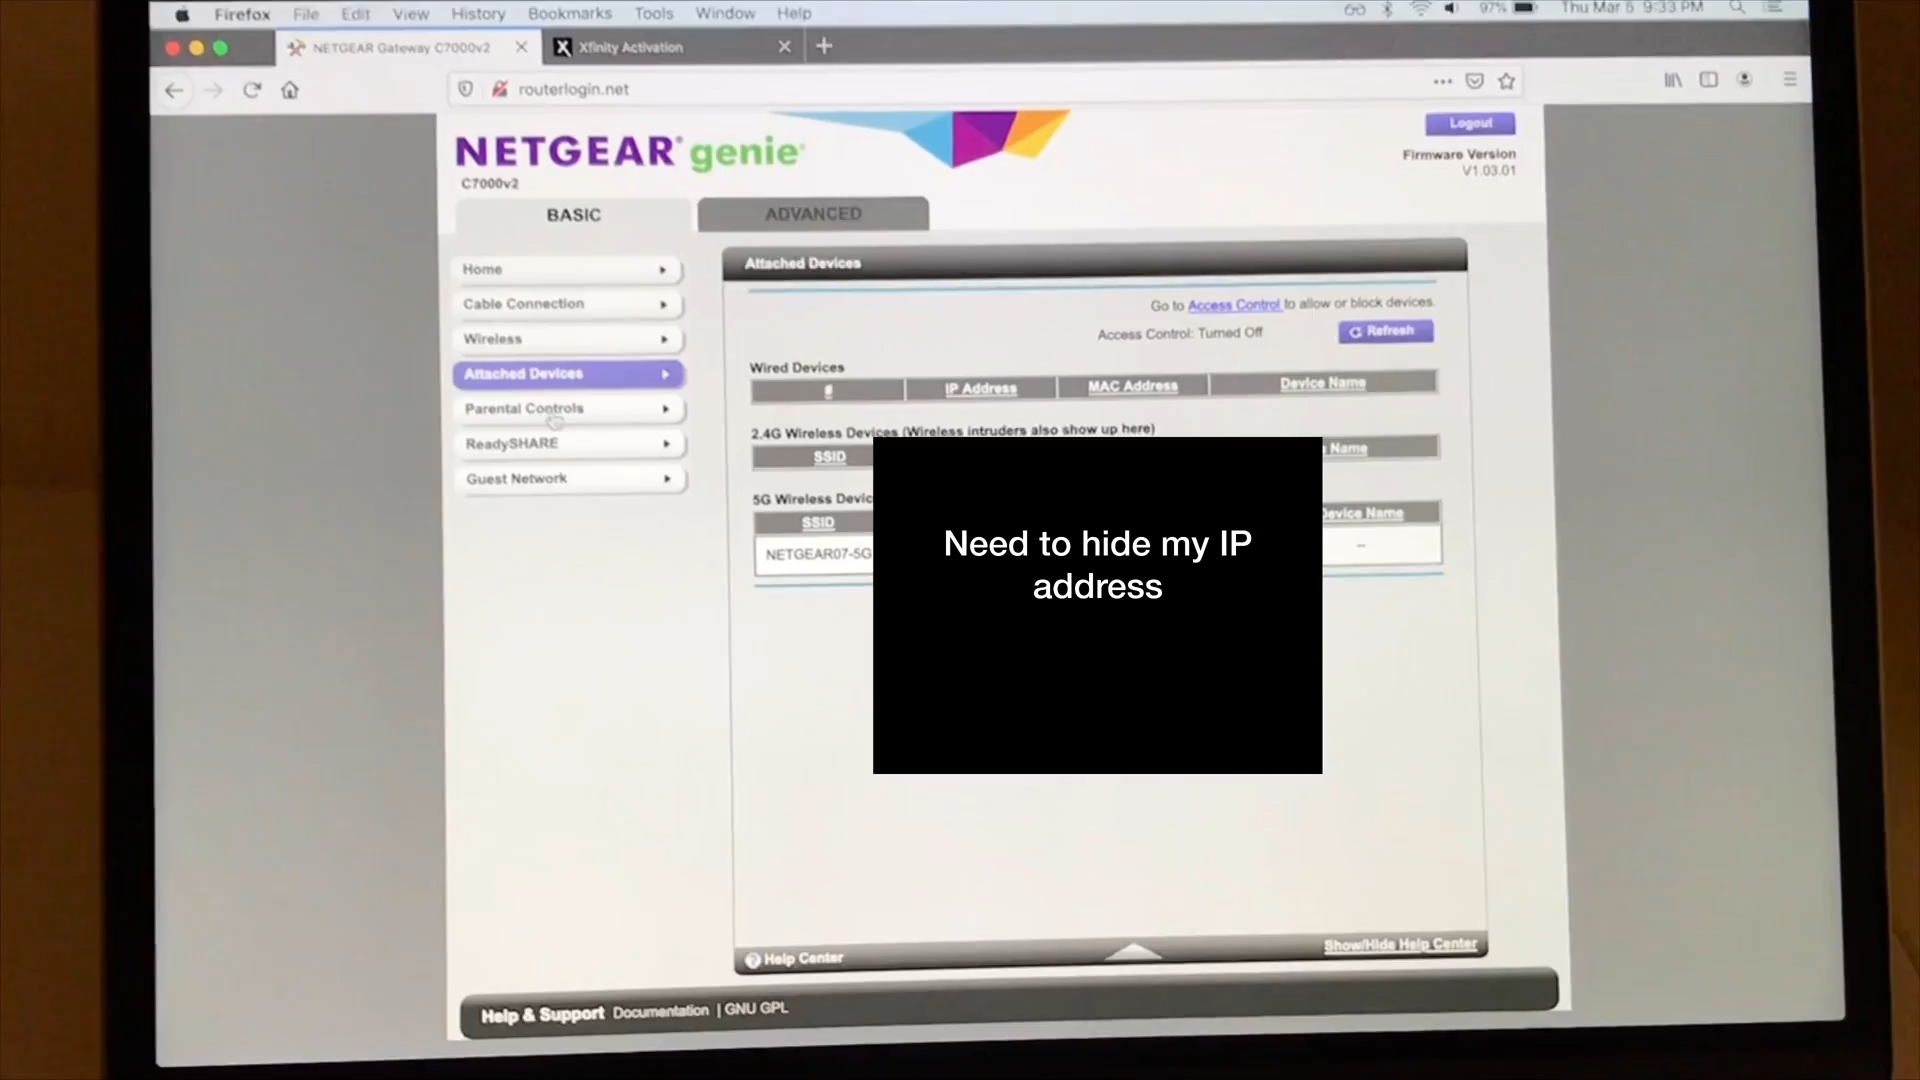 Firefox File Edit View History Bookmarks Tools Window Help 97% Thu Mar 5 9:33 PM
NETGEAR Gateway C7000v2 X Xfinity Activation
routerlogin.net
NETGEAR® genie®
C7000v2
Logout
Firmware Version
V1.03.01
BASIC ADVANCED
Home
Cable Connection
Wireless
Attached Devices
Parental Controls
ReadySHARE
Guest Network
Attached Devices
Go to Access Control to allow or block devices.
Access Control: Turned Off Refresh
Wired Devices
# IP Address MAC Address Device Name
2.4G Wireless Devices (Wireless intruders also show up here)
SSID Name
5G Wireless Devic
SSID Device Name
NETGEAR07-5G --
Need to hide my IP
address
Help Center Show/Hide Help Center
Help & Support Documentation | GNU GPL